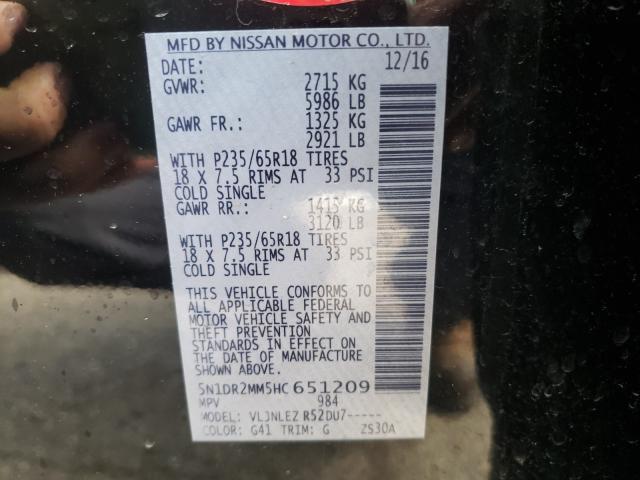 MFD BY NISSAN MOTOR CO., LTD.
DATE: 12/16
GVWR: 2715 KG
5986 LB
GAWR FR.: 1325 KG
2921 LB
WITH P235/65R18 TIRES
18 X 7.5 RIMS AT 33 PSI
COLD SINGLE
GAWR RR.: 1415 KG
3120 LB
WITH P235/65R18 TIRES
18 X 7.5 RIMS AT 33 PSI
COLD SINGLE
THIS VEHICLE CONFORMS TO
ALL APPLICABLE FEDERAL
MOTOR VEHICLE SAFETY AND
THEFT PREVENTION
STANDARDS IN EFFECT ON
THE DATE OF MANUFACTURE
SHOWN ABOVE.
5N1DR2MM5HC651209
MPV 984
MODEL: VLJNLEZ R52DU7-----
COLOR: G41 TRIM: G ZS30A